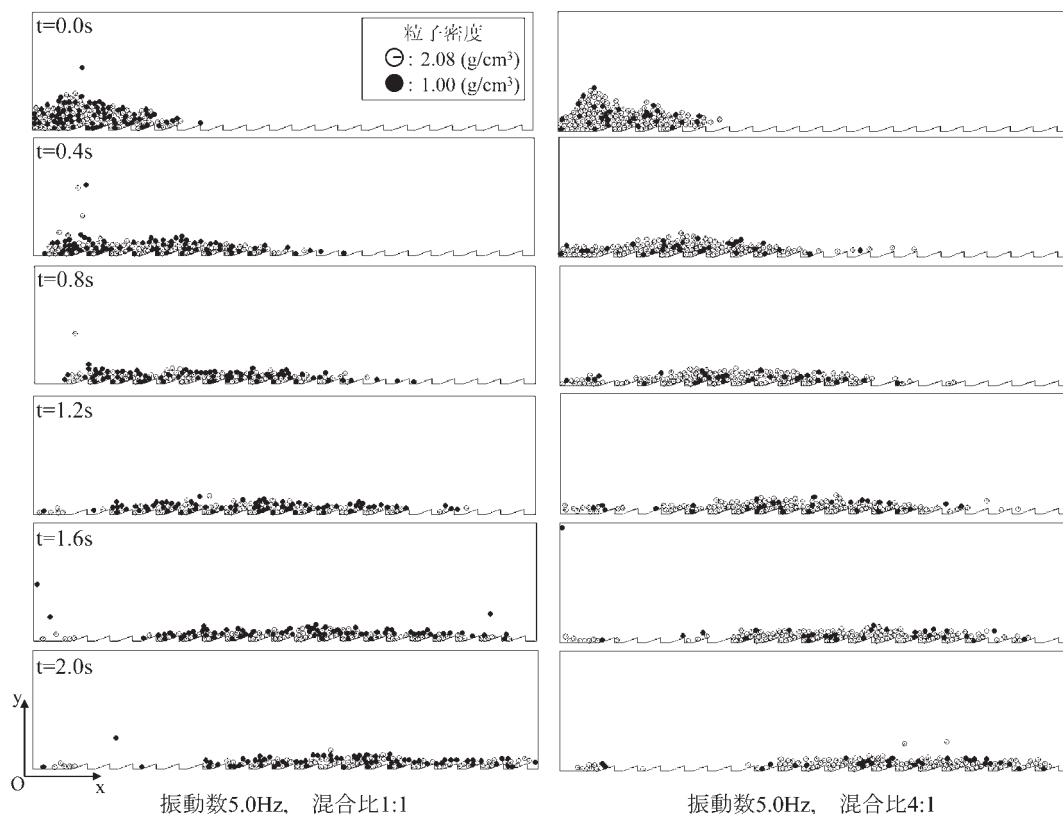 t=0.0s
粒子密度
: 2.08 (g/cm³)
: 1.00 (g/cm³)
t=0.4s
t=0.8s
t=1.2s
t=1.6s
t=2.0s
y
O
x
振動数5.0Hz, 混合比1:1
振動数5.0Hz, 混合比4:1